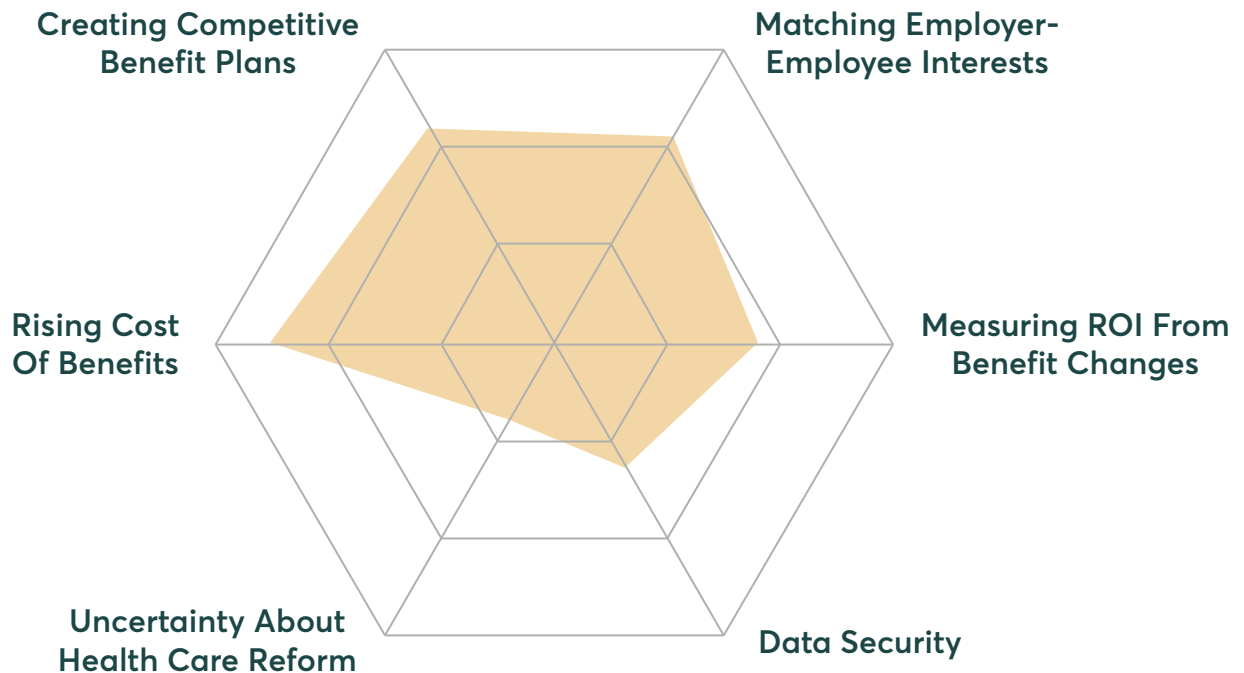 Creating Competitive
Benefit Plans
Matching Employer-
Employee Interests
Rising Cost
Of Benefits
Measuring ROI From
Benefit Changes
Uncertainty About
Health Care Reform
Data Security